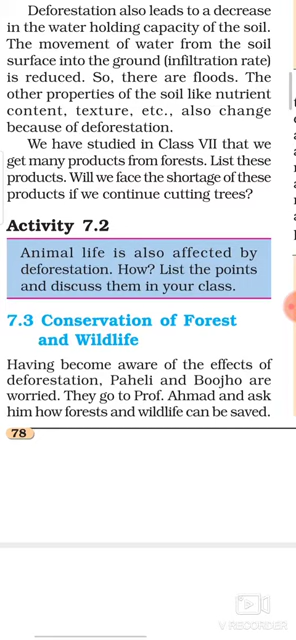 Deforestation also leads to a decrease
in the water holding capacity of the soil.
The movement of water from the soil
surface into the ground (infiltration rate)
is reduced. So, there are floods. The
other properties of the soil like nutrient
content, texture, etc., also change
because of deforestation.
We have studied in Class VII that we
get many products from forests. List these
products. Will we face the shortage of these
products if we continue cutting trees?
Activity 7.2
Animal life is also affected by
deforestation. How? List the points
and discuss them in your class.
7.3 Conservation of Forest
and Wildlife
Having become aware of the effects of
deforestation, Paheli and Boojho are
worried. They go to Prof. Ahmad and ask
him how forests and wildlife can be saved.
78
V RECORDER